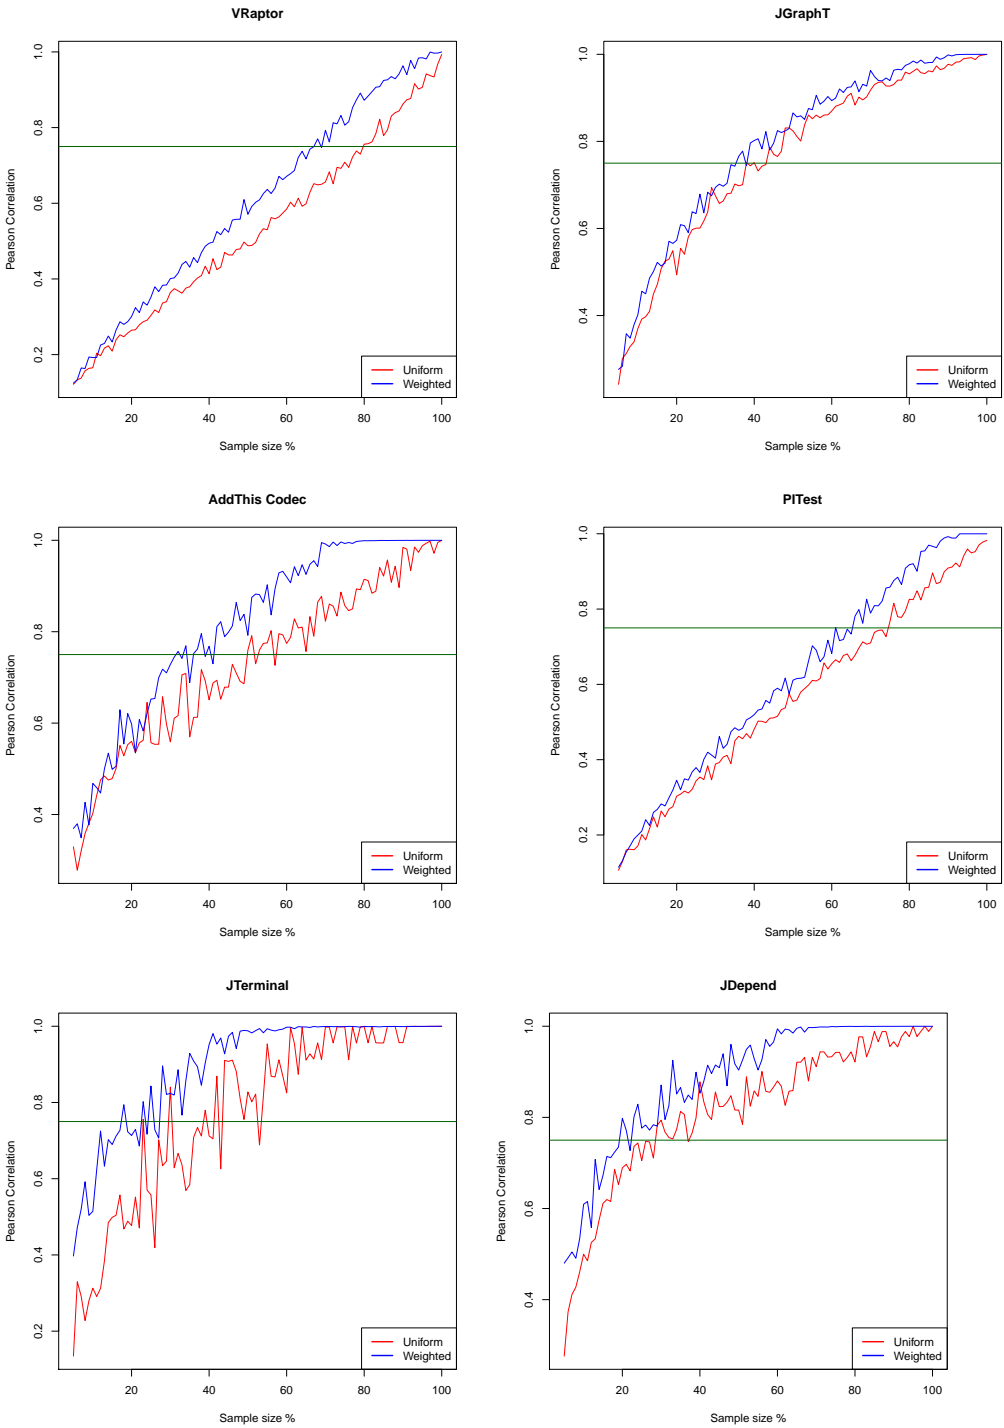 VRaptor
Pearson Correlation
1.0
0.8
0.6
0.4
0.2
Uniform
Weighted
20 40 60 80 100
Sample size %
JGraphT
Pearson Correlation
1.0
0.8
0.6
0.4
Uniform
Weighted
20 40 60 80 100
Sample size %
AddThis Codec
Pearson Correlation
1.0
0.8
0.6
0.4
Uniform
Weighted
20 40 60 80 100
Sample size %
PITest
Pearson Correlation
1.0
0.8
0.6
0.4
0.2
Uniform
Weighted
20 40 60 80 100
Sample size %
JTerminal
Pearson Correlation
1.0
0.8
0.6
0.4
0.2
Uniform
Weighted
20 40 60 80 100
Sample size %
JDepend
Pearson Correlation
1.0
0.8
0.6
0.4
Uniform
Weighted
20 40 60 80 100
Sample size %